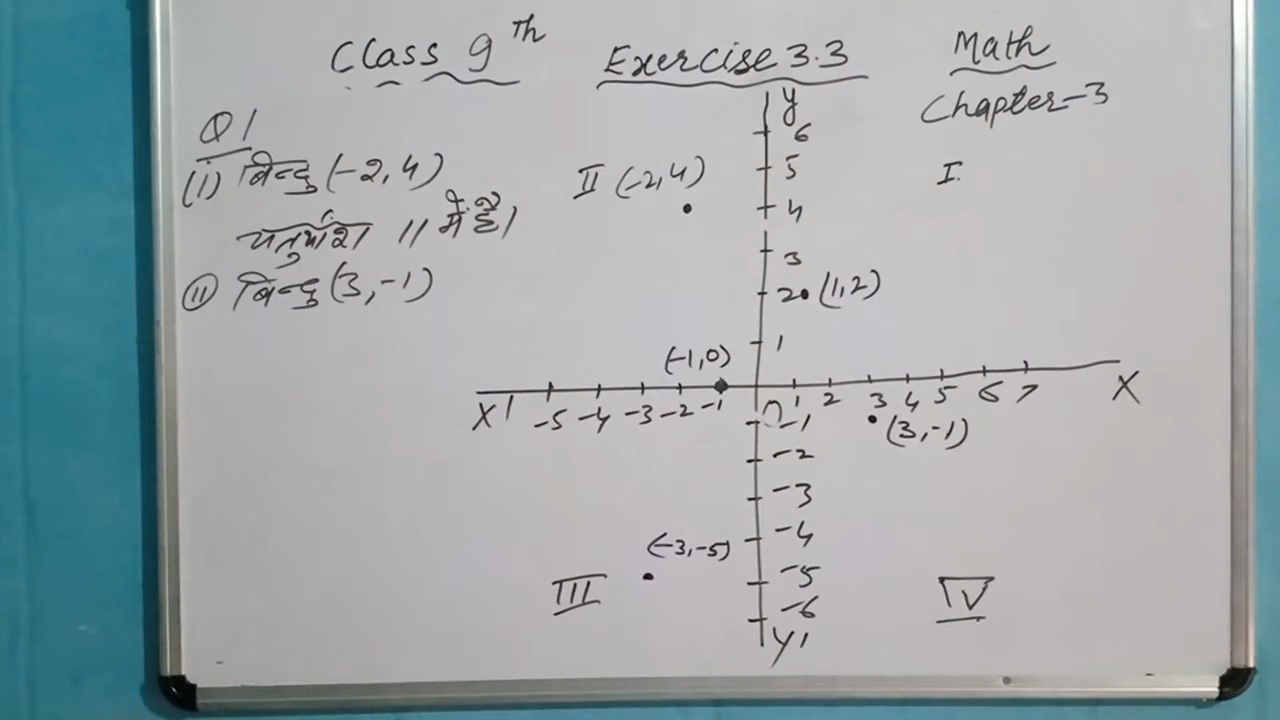 Class 9th Exercise 3.3 Math
Chapter-3
Q1
(i) बिन्दु (-2,4)
चतुर्थांश II में है।
(ii) बिन्दु (3,-1)
y
6
5
4
3
2
1
II (-2,4)
I
(1,2)
(-1,0)
X' -5 -4 -3 -2 -1 0 1 2 3 4 5 6 7 X
(3,-1)
-1
-2
-3
-4
-5
-6
y'
(-3,-5)
III
IV